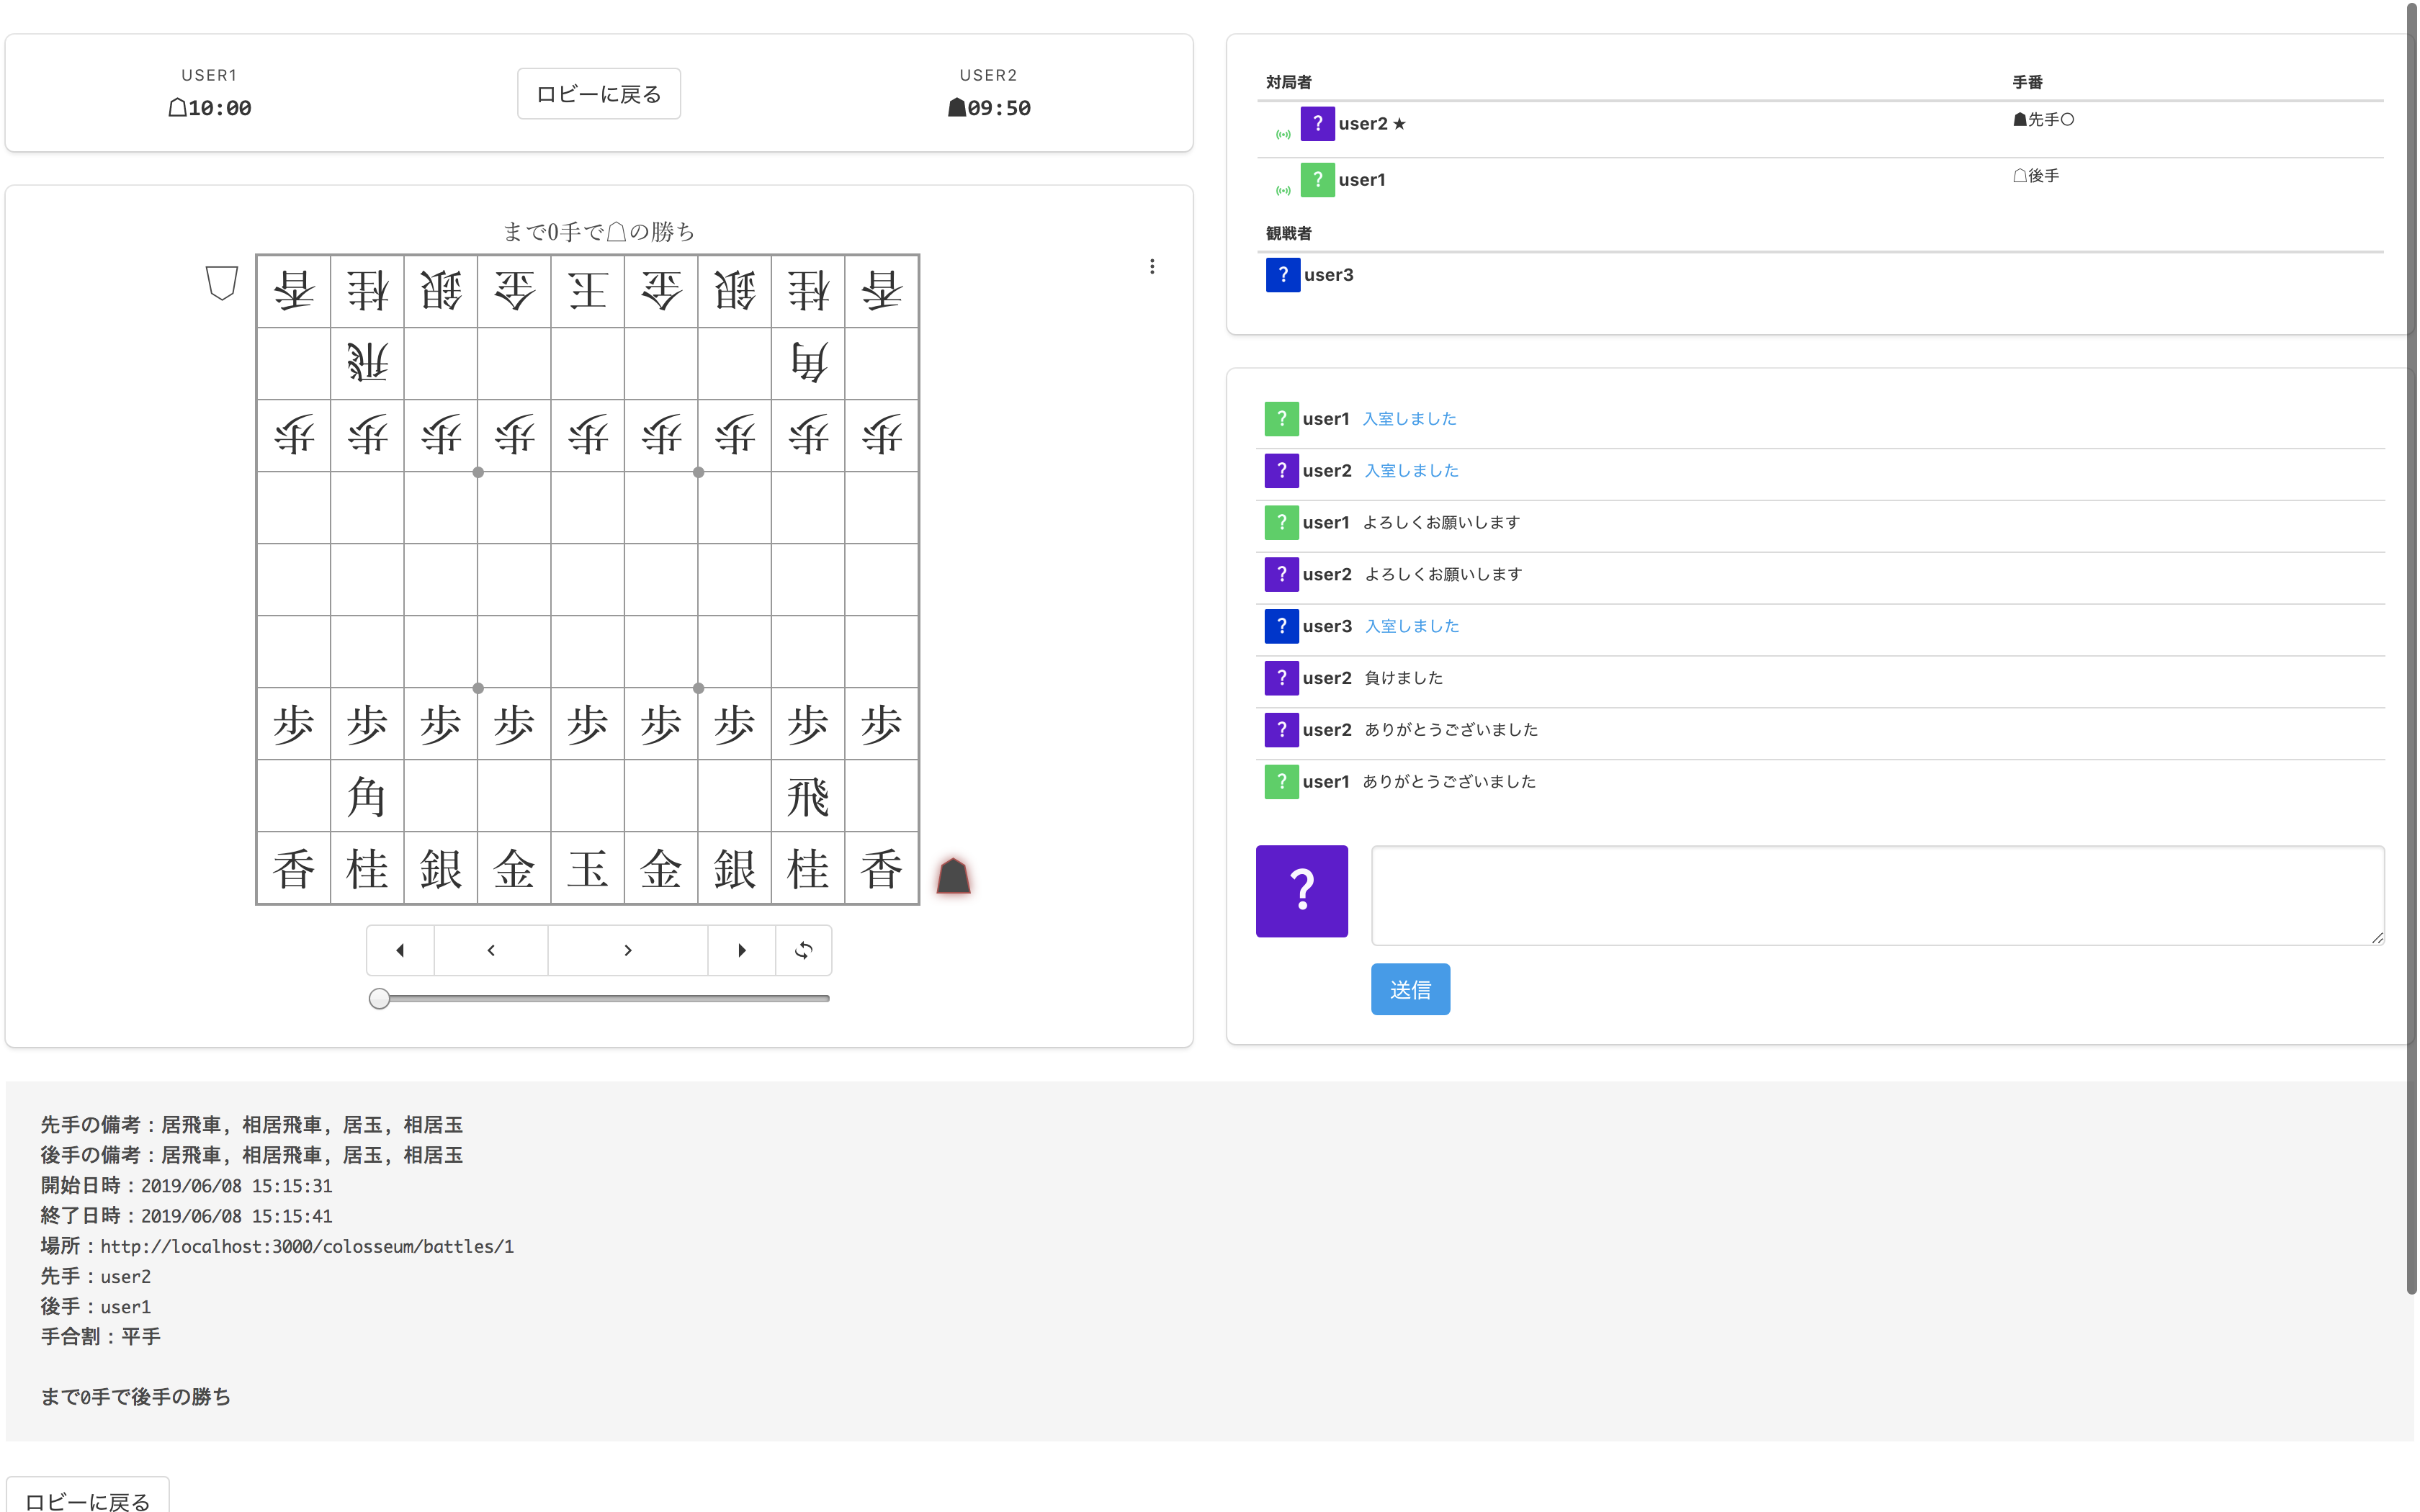 USER1
☖10:00
ロビーに戻る
USER2
☗09:50
まで0手で☖の勝ち
香 桂 銀 金 王 金 銀 桂 香
飛 角
歩 歩 歩 歩 歩 歩 歩 歩 歩
歩 歩 歩 歩 歩 歩 歩 歩 歩
角 飛
香 桂 銀 金 玉 金 銀 桂 香
対局者 手番
? user2 ★ ☗先手○
? user1 ☖後手
観戦者
? user3
? user1 入室しました
? user2 入室しました
? user1 よろしくお願いします
? user2 よろしくお願いします
? user3 入室しました
? user2 負けました
? user2 ありがとうございました
? user1 ありがとうございました
?
送信
先手の備考：居飛車, 相居飛車, 居玉, 相居玉
後手の備考：居飛車, 相居飛車, 居玉, 相居玉
開始日時：2019/06/08 15:15:31
終了日時：2019/06/08 15:15:41
場所：http://localhost:3000/colosseum/battles/1
先手：user2
後手：user1
手合割：平手
まで0手で後手の勝ち
ロビーに戻る